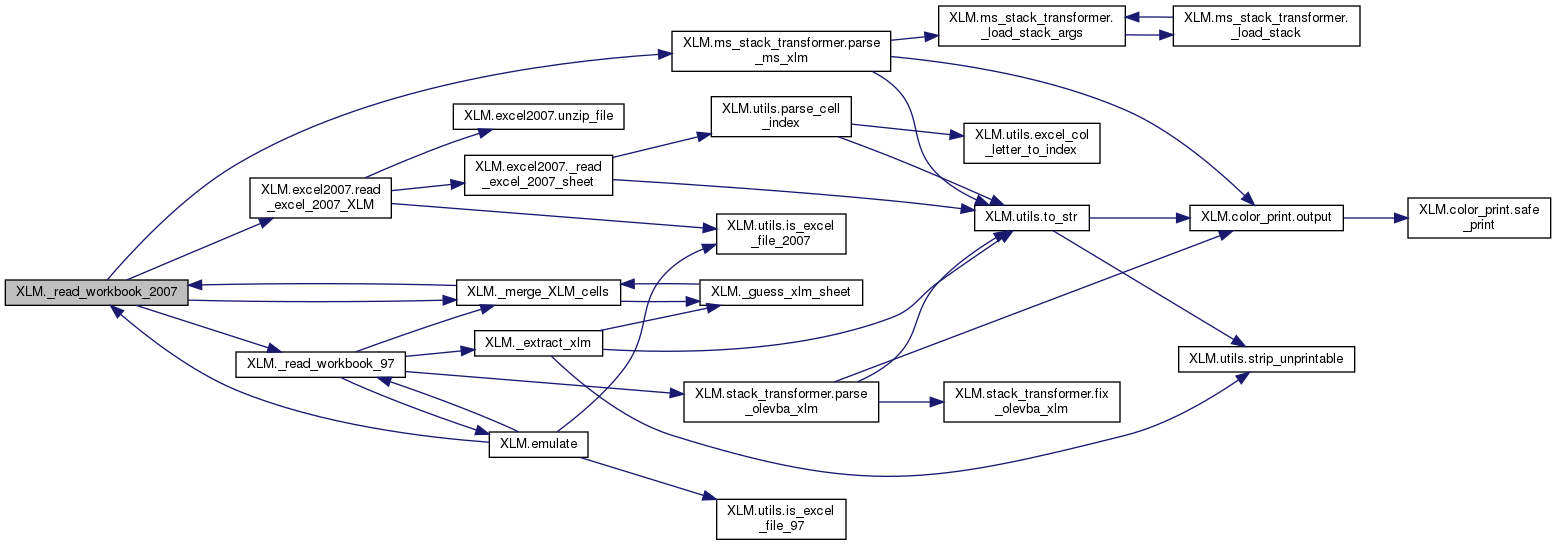 XLM.ms_stack_transformer.
_load_stack_args
XLM.ms_stack_transformer.
_load_stack
XLM.ms_stack_transformer.parse
_ms_xlm
XLM.excel2007.unzip_file
XLM.utils.parse_cell
_index
XLM.utils.excel_col
_letter_to_index
XLM.excel2007._read
_excel_2007_sheet
XLM.excel2007.read
_excel_2007_XLM
XLM.utils.is_excel
_file_2007
XLM.utils.to_str
XLM.color_print.output
XLM.color_print.safe
_print
XLM._read_workbook_2007
XLM._merge_XLM_cells
XLM._guess_xlm_sheet
XLM._extract_xlm
XLM._read_workbook_97
XLM.utils.strip_unprintable
XLM.stack_transformer.parse
_olevba_xlm
XLM.stack_transformer.fix
_olevba_xlm
XLM.emulate
XLM.utils.is_excel
_file_97